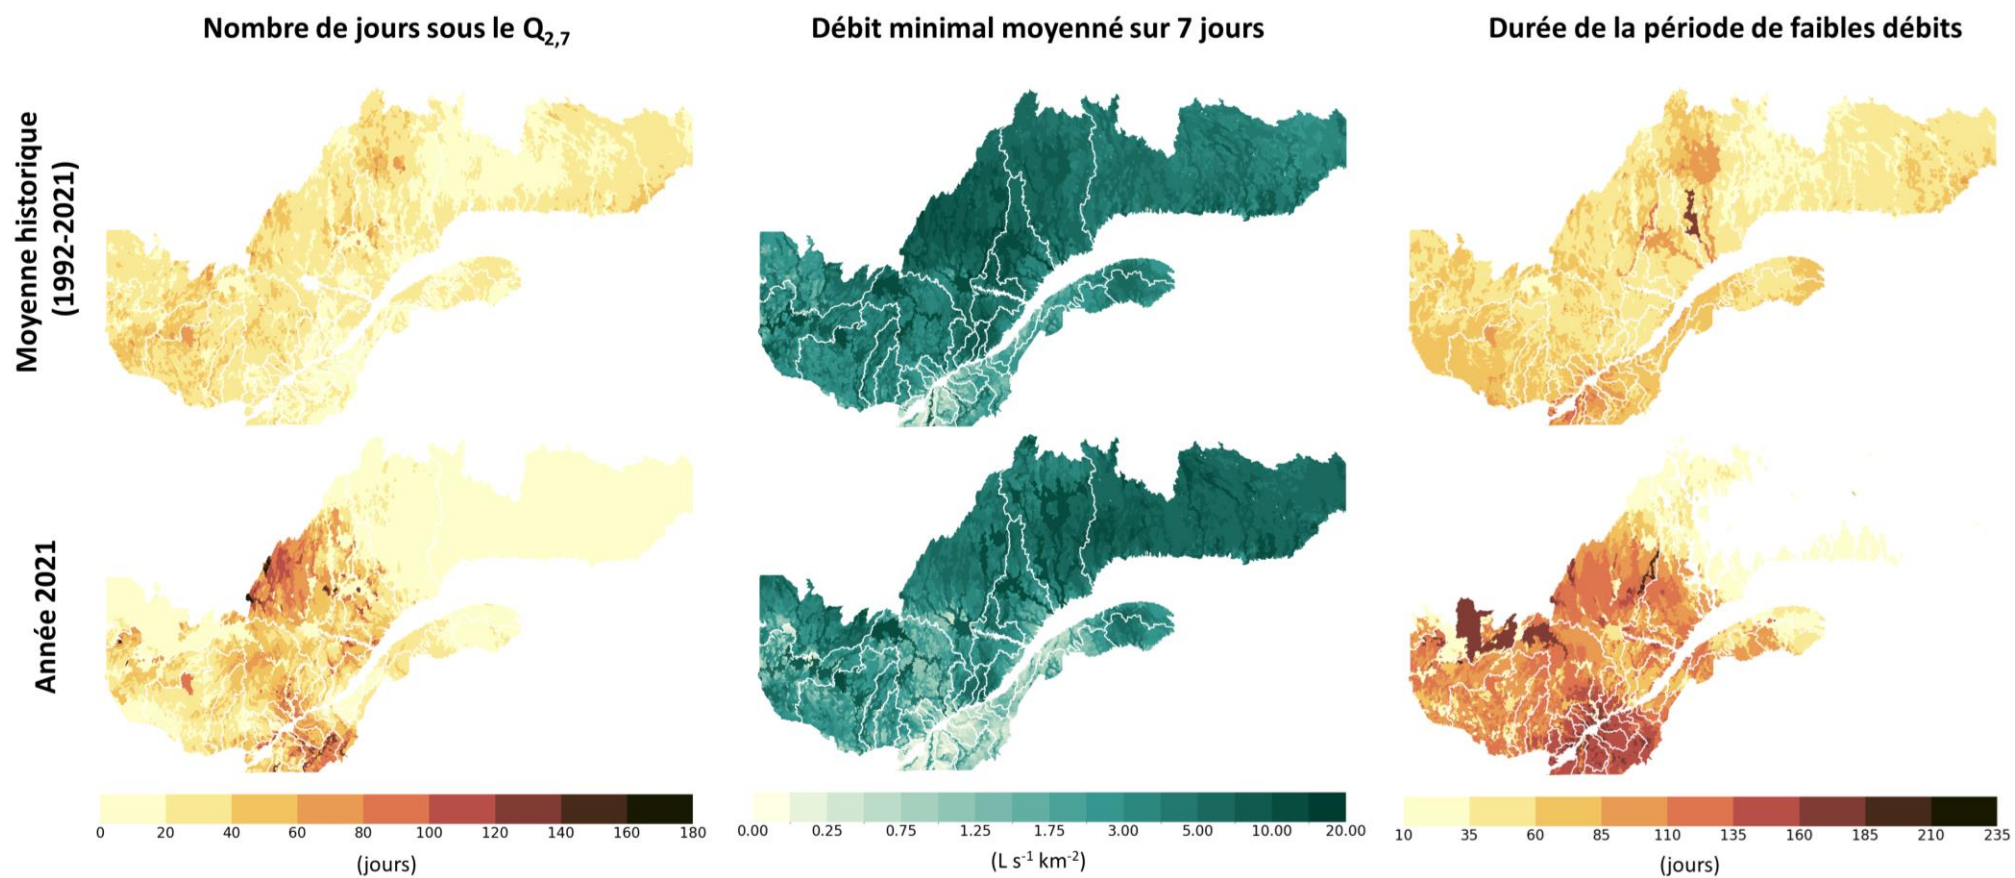 Nombre de jours sous le Q2,7
Débit minimal moyenné sur 7 jours
Durée de la période de faibles débits
Moyenne historique
(1992-2021)
Année 2021
0 20 40 60 80 100 120 140 160 180
(jours)
0.00 0.25 0.75 1.25 1.75 3.00 5.00 10.00 20.00
(L s-1 km-2)
10 35 60 85 110 135 160 185 210 235
(jours)